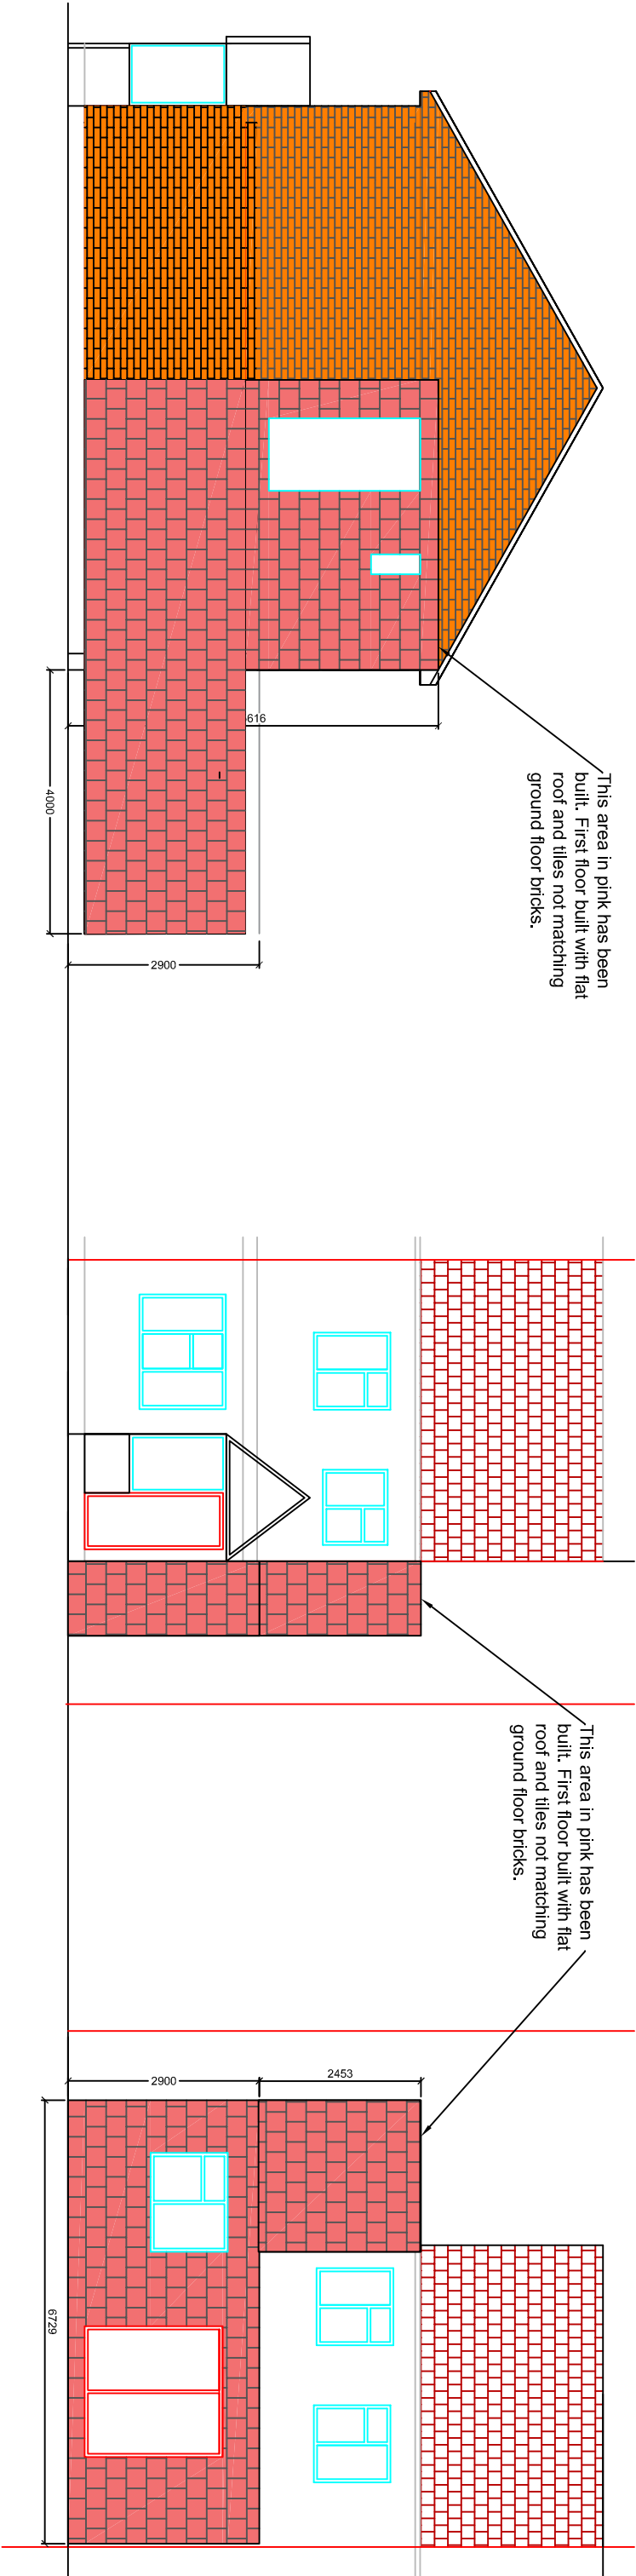 This area in pink has been
built. First floor built with flat
roof and tiles not matching
ground floor bricks.
616
4000
2900
This area in pink has been
built. First floor built with flat
roof and tiles not matching
ground floor bricks.
2900
2453
6729